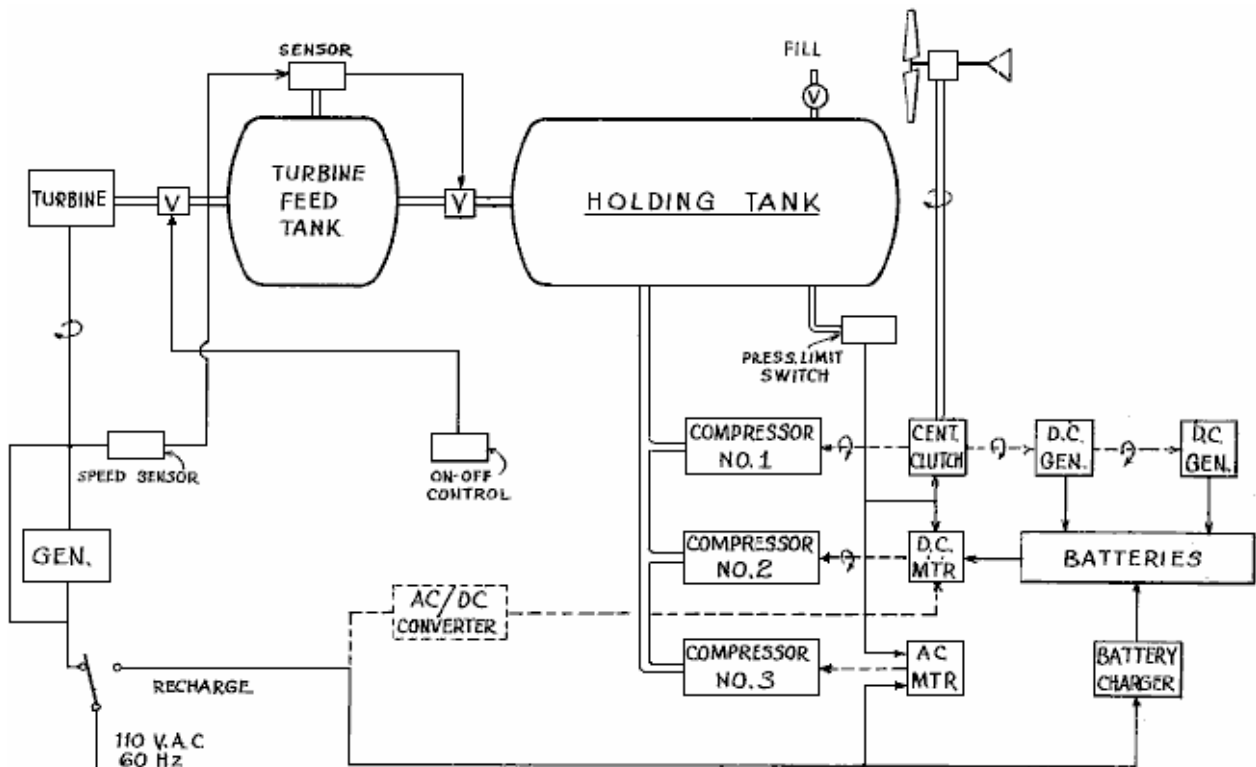 SENSOR
FILL
V
TURBINE
V
TURBINE
FEED
TANK
V
HOLDING TANK
PRESS. LIMIT
SWITCH
COMPRESSOR
NO. 1
CENT.
CLUTCH
D.C.
GEN.
D.C.
GEN.
SPEED SENSOR
ON-OFF
CONTROL
GEN.
COMPRESSOR
NO. 2
D.C.
MTR
BATTERIES
AC/DC
CONVERTER
COMPRESSOR
NO. 3
AC
MTR
BATTERY
CHARGER
RECHARGE
110 V.A.C
60 Hz